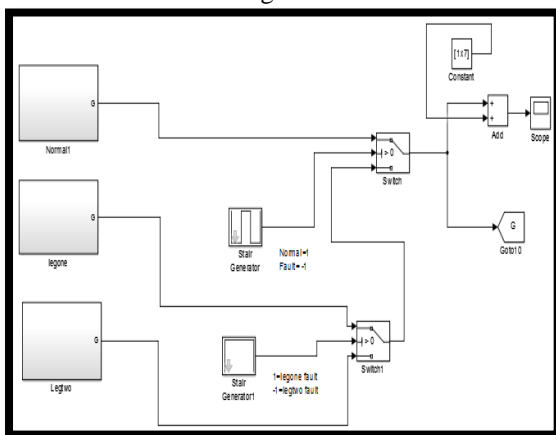 [1x7]
Constant
G
Normal1
+
+
Add
Scope
> 0
Switch
G
legone
Stair
Generator
Normal=1
Fault= -1
G
Goto10
G
Legtwo
Stair
Generator1
1=legone fault
-1=legtwo fault
> 0
Switch1